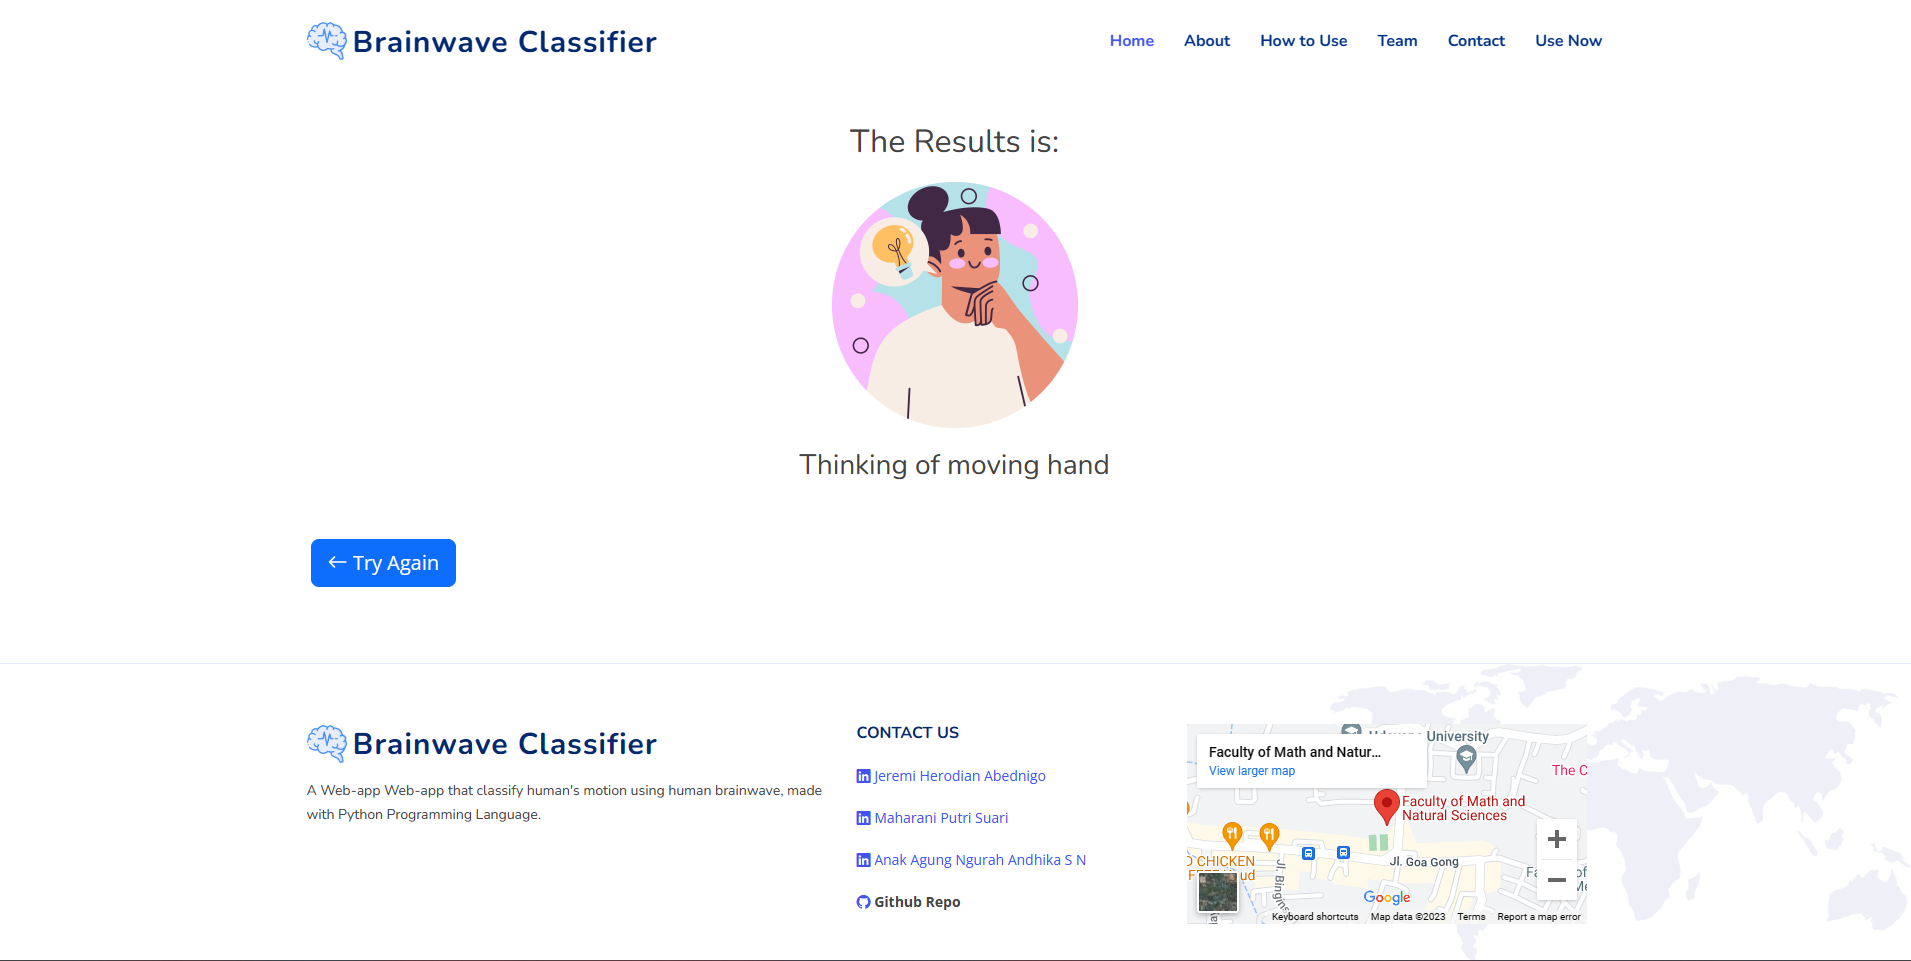 Brainwave Classifier
Home About How to Use Team Contact Use Now
The Results is:
Thinking of moving hand
← Try Again
Brainwave Classifier
A Web-app Web-app that classify human's motion using human brainwave, made
with Python Programming Language.
CONTACT US
Jeremi Herodian Abednigo
Maharani Putri Suari
Anak Agung Ngurah Andhika S N
Github Repo
University
Faculty of Math and Natur...
View larger map
The C
Faculty of Math and
Natural Sciences
CHICKEN
Jl. Goa Gong
Google
Keyboard shortcuts Map data ©2023 Terms Report a map error